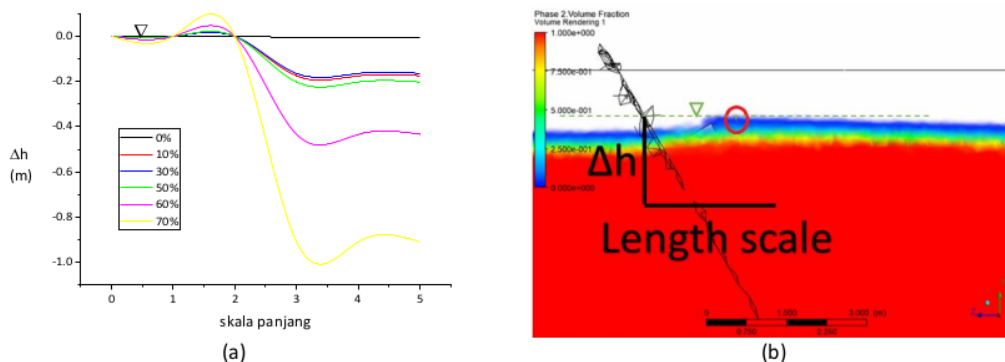 0.0
-0.2
-0.4
-0.6
-0.8
-1.0
Δh
(m)
0%
10%
30%
50%
60%
70%
0 1 2 3 4 5
skala panjang
(a)
Phase 2.Volume Fraction
Volume Rendering 1
1.000e+000
7.500e-001
5.000e-001
0.000e+000
Δh
Length scale
0 1.500 3.000 (m)
0.750 2.250
Z
(b)